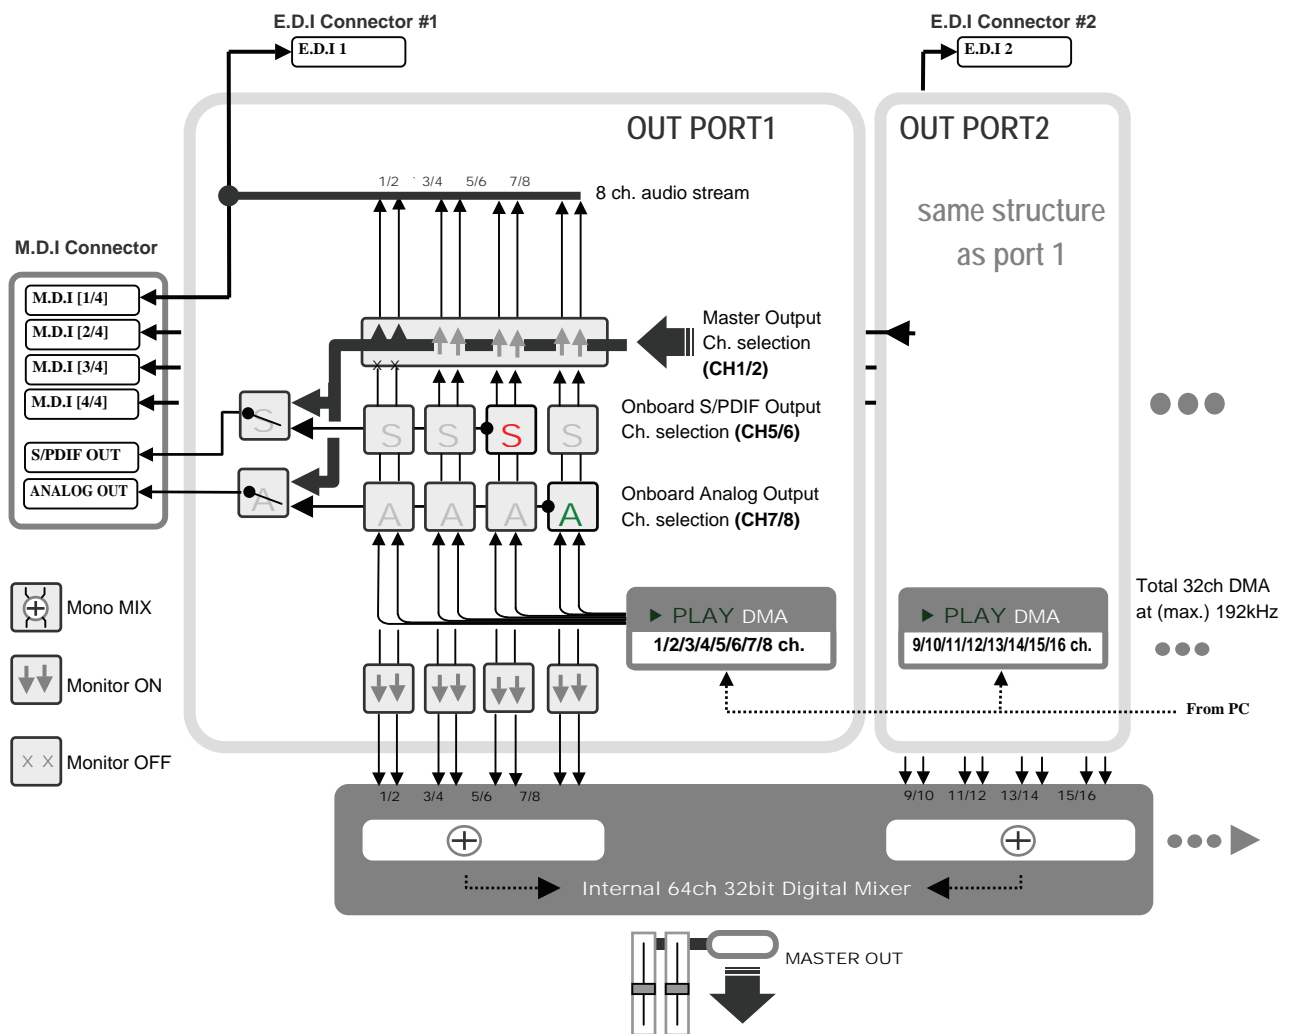 E.D.I Connector #1
E.D.I Connector #2
E.D.I 1
E.D.I 2
OUT PORT1
OUT PORT2
1/2 3/4 5/6 7/8
8 ch. audio stream
same structure
as port 1
M.D.I Connector
M.D.I [1/4]
M.D.I [2/4]
M.D.I [3/4]
M.D.I [4/4]
S/PDIF OUT
ANALOG OUT
Master Output
Ch. selection
(CH1/2)
X X
Onboard S/PDIF Output
Ch. selection (CH5/6)
S S S S S
Onboard Analog Output
Ch. selection (CH7/8)
A A A A A
Mono MIX
Monitor ON
X X Monitor OFF
PLAY DMA
1/2/3/4/5/6/7/8 ch.
PLAY DMA
9/10/11/12/13/14/15/16 ch.
Total 32ch DMA
at (max.) 192kHz
From PC
1/2 3/4 5/6 7/8
9/10 11/12 13/14 15/16
Internal 64ch 32bit Digital Mixer
MASTER OUT